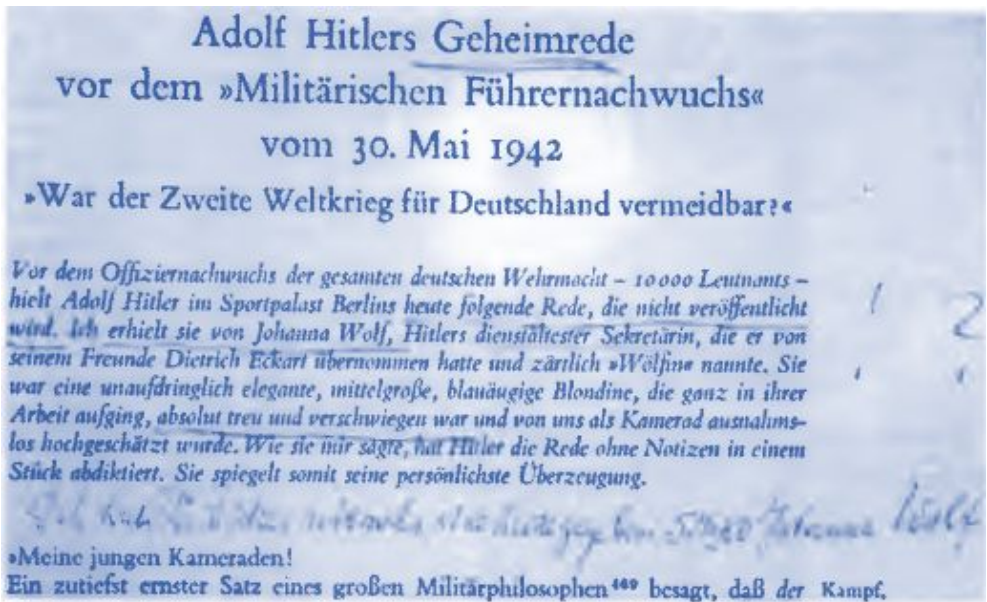 Adolf Hitlers Geheimrede
vor dem »Militärischen Führernachwuchs«
vom 30. Mai 1942
»War der Zweite Weltkrieg für Deutschland vermeidbar?«
Vor dem Offiziernachwuchs der gesamten deutschen Wehrmacht – 10 000 Leutnants –
hielt Adolf Hitler im Sportpalast Berlins heute folgende Rede, die nicht veröffentlicht
wird. Ich erhielt sie von Johanna Wolf, Hitlers dienstältester Sekretärin, die er von
seinem Freunde Dietrich Eckart übernommen hatte und zärtlich »Wölfin« nannte. Sie
war eine unaufdringlich elegante, mittelgroße, blauäugige Blondine, die ganz in ihrer
Arbeit aufging, absolut treu und verschwiegen war und von uns als Kamerad ausnahms-
los hochgeschätzt wurde. Wie sie mir sagte, hat Hitler die Rede ohne Notizen in einem
Stück abdiktiert. Sie spiegelt somit seine persönlichste Überzeugung.
Johanna Wolf
»Meine jungen Kameraden!
Ein zutiefst ernster Satz eines großen Militärphilosophen⁴⁴⁹ besagt, daß der Kampf,